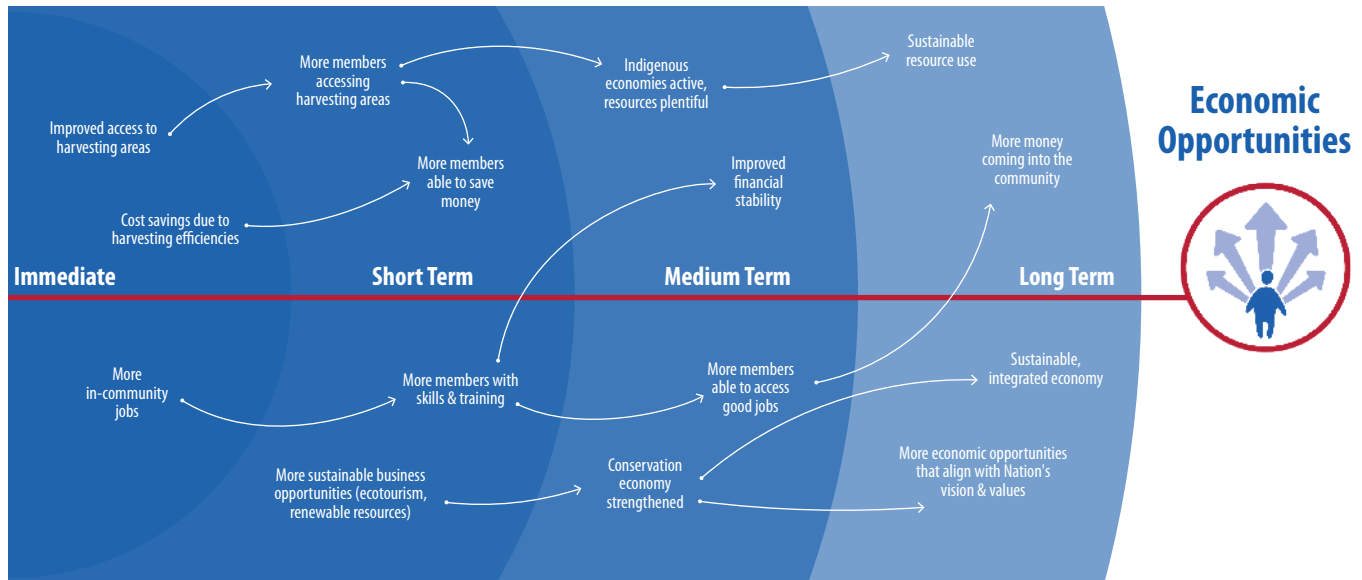 Economic
Opportunities
Immediate
Short Term
Medium Term
Long Term
Improved access to
harvesting areas
Cost savings due to
harvesting efficiencies
More
in-community
jobs
More members
accessing
harvesting areas
More members
able to save
money
More members with
skills & training
More sustainable business
opportunities (ecotourism,
renewable resources)
Indigenous
economies active,
resources plentiful
Improved
financial
stability
More members
able to access
good jobs
Conservation
economy
strengthened
Sustainable
resource use
More money
coming into the
community
Sustainable,
integrated economy
More economic opportunities
that align with Nation's
vision & values